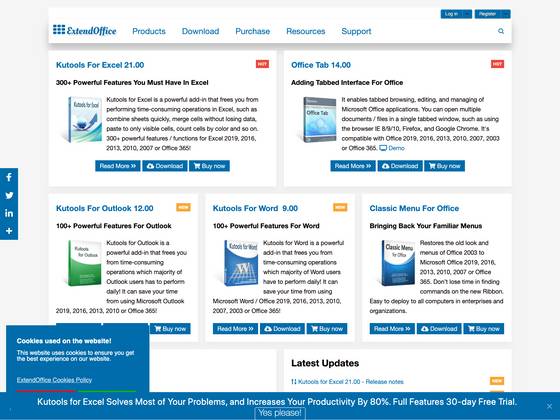 Log in
Register
ExtendOffice
Products
Download
Purchase
Resources
Support
Kutools For Excel 21.00
HOT
300+ Powerful Features You Must Have In Excel
Kutools for Excel
Kutools for Excel is a powerful add-in that frees you from
performing time-consuming operations in Excel, such as
combine sheets quickly, merge cells without losing data,
paste to only visible cells, count cells by color and so on.
300+ powerful features / functions for Excel 2019, 2016,
2013, 2010, 2007 or Office 365!
Read More »
Download
Buy now
Office Tab 14.00
HOT
Adding Tabbed Interface For Office
Office Tab
It enables tabbed browsing, editing, and managing of
Microsoft Office applications. You can open multiple
documents / files in a single tabbed window, such as using
the browser IE 8/9/10, Firefox, and Google Chrome. It's
compatible with Office 2019, 2016, 2013, 2010, 2007, 2003
or Office 365. Demo
Read More »
Download
Buy now
Kutools For Outlook 12.00
NEW
100+ Powerful Features For Outlook
Kutools for Outlook
Kutools for Outlook is a
powerful add-in that frees you
from time-consuming
operations which majority of
Outlook users has to perform
daily! It can save your time
from using Microsoft Outlook
2019, 2016, 2013, 2010 or Office 365!
Read More »
Download
Buy now
Kutools For Word 9.00
NEW
100+ Powerful Features For Word
Kutools for Word
Kutools for Word is a powerful
add-in that frees you from
time-consuming operations
which majority of Word users
have to perform daily! It can
save your time from using
Microsoft Word / Office 2019, 2016, 2013, 2010,
2007, 2003 or Office 365!
Read More »
Download
Buy now
Classic Menu For Office
Bringing Back Your Familiar Menus
Classic Menu for Office
Restores the old look and
menus of Office 2003 to
Microsoft Office 2019, 2016,
2013, 2010, 2007 or Office
365. Don't lose time in finding
commands on the new Ribbon.
Easy to deploy to all computers in enterprises and
organizations.
Read More »
Download
Buy now
Cookies used on the website!
This website uses cookies to ensure you get
the best experience on our website.
ExtendOffice Cookies Policy
Latest Updates
Kutools for Excel 21.00 - Release notes
NEW
Kutools for Excel Solves Most of Your Problems, and Increases Your Productivity By 80%. Full Features 30-day Free Trial.
Yes please!